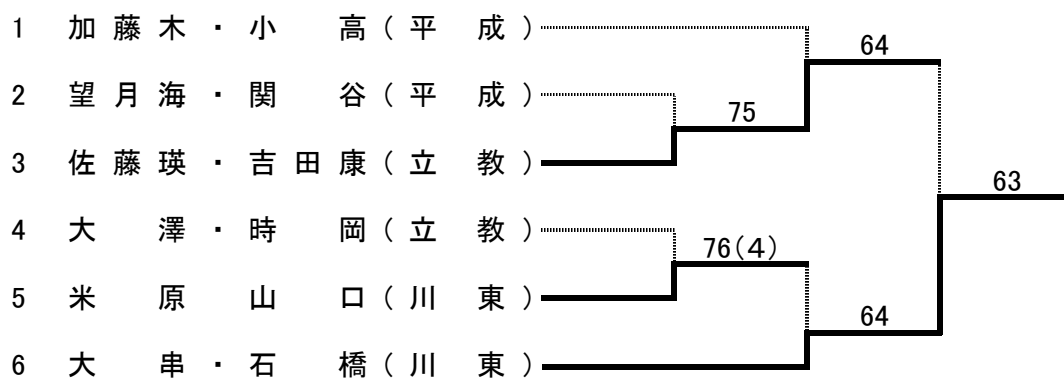 1 加藤木・小 高(平 成)
64
2 望月海・関 谷(平 成)
75
3 佐藤瑛・吉田康(立 教)
63
4 大 澤・時 岡(立 教)
76(4)
5 米 原 山 口(川 東)
64
6 大 串・石 橋(川 東)